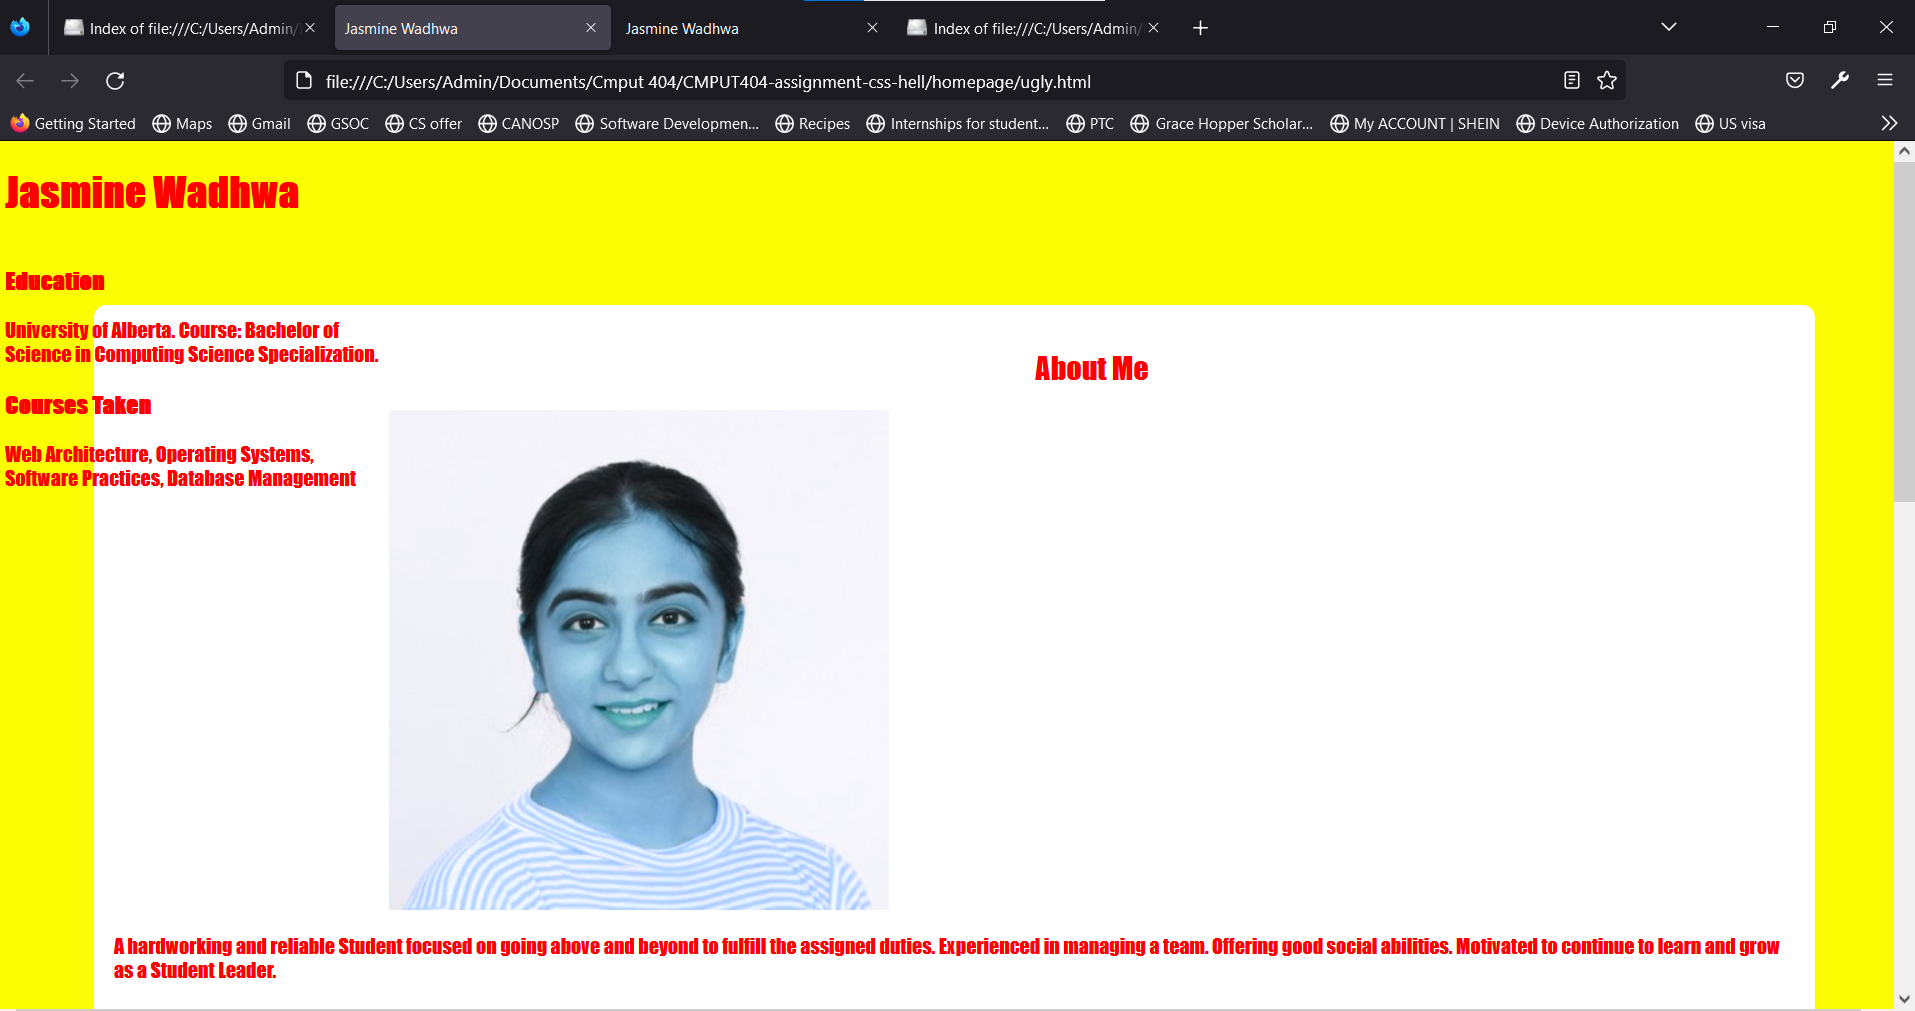 Index of file:///C:/Users/Admin/
Jasmine Wadhwa
Jasmine Wadhwa
Index of file:///C:/Users/Admin/
file:///C:/Users/Admin/Documents/Cmput 404/CMPUT404-assignment-css-hell/homepage/ugly.html
Getting Started
Maps
Gmail
GSOC
CS offer
CANOSP
Software Developmen...
Recipes
Internships for student...
PTC
Grace Hopper Scholar...
My ACCOUNT | SHEIN
Device Authorization
US visa
Jasmine Wadhwa
Education
University of Alberta. Course: Bachelor of
Science in Computing Science Specialization.
Courses Taken
Web Architecture, Operating Systems,
Software Practices, Database Management
About Me
A hardworking and reliable Student focused on going above and beyond to fulfill the assigned duties. Experienced in managing a team. Offering good social abilities. Motivated to continue to learn and grow
as a Student Leader.